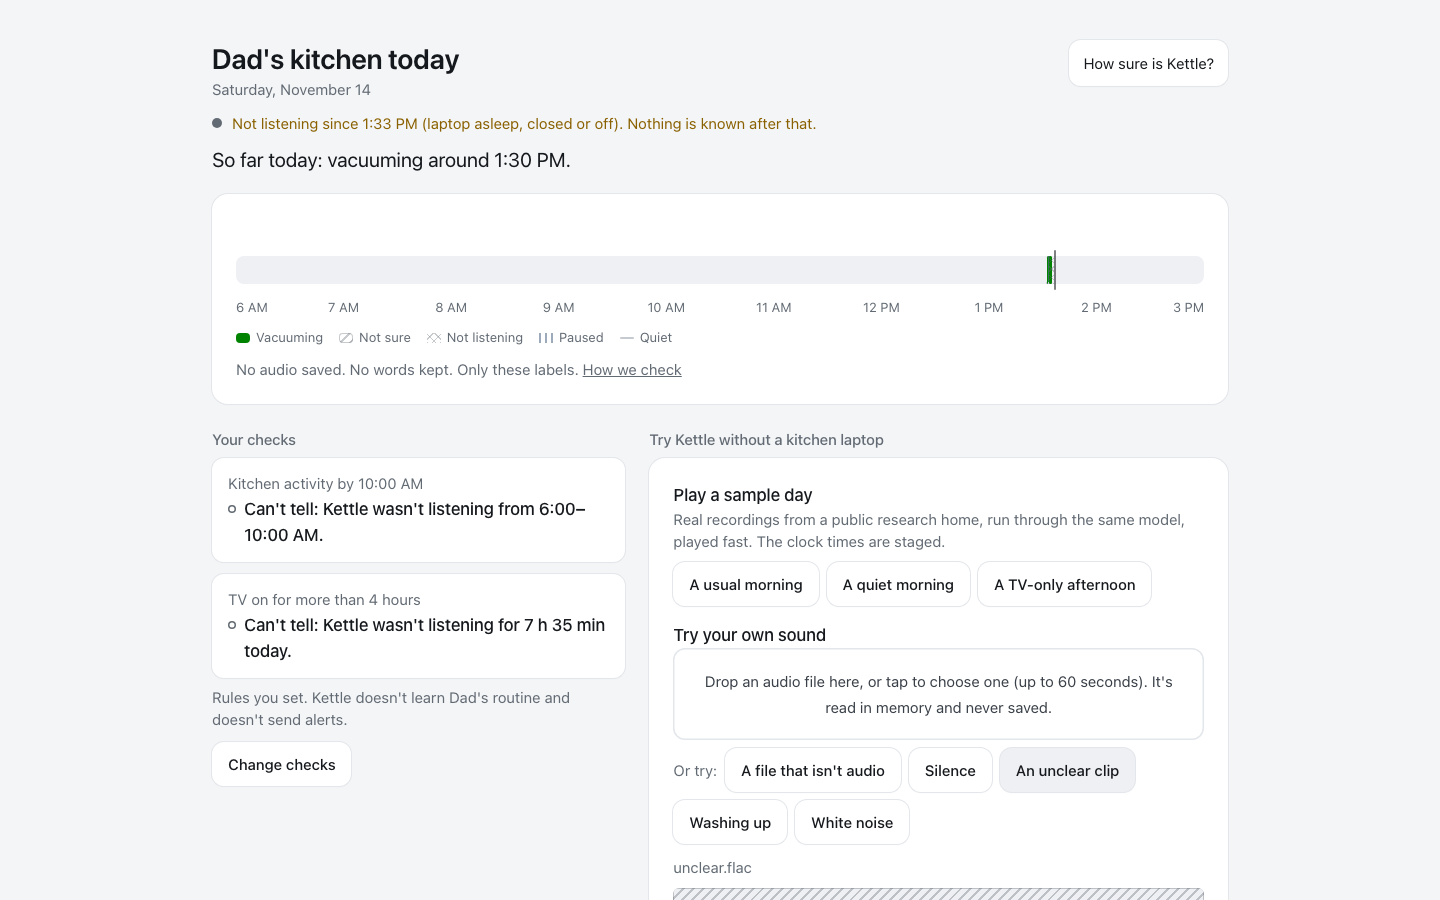 Dad's kitchen today
How sure is Kettle?
Saturday, November 14
Not listening since 1:33 PM (laptop asleep, closed or off). Nothing is known after that.
So far today: vacuuming around 1:30 PM.
6 AM 7 AM 8 AM 9 AM 10 AM 11 AM 12 PM 1 PM 2 PM 3 PM
Vacuuming Not sure Not listening Paused Quiet
No audio saved. No words kept. Only these labels. How we check
Your checks
Kitchen activity by 10:00 AM
Can't tell: Kettle wasn't listening from 6:00–
10:00 AM.
TV on for more than 4 hours
Can't tell: Kettle wasn't listening for 7 h 35 min
today.
Rules you set. Kettle doesn't learn Dad's routine and
doesn't send alerts.
Change checks
Try Kettle without a kitchen laptop
Play a sample day
Real recordings from a public research home, run through the same model,
played fast. The clock times are staged.
A usual morning A quiet morning A TV-only afternoon
Try your own sound
Drop an audio file here, or tap to choose one (up to 60 seconds). It's
read in memory and never saved.
Or try: A file that isn't audio Silence An unclear clip
Washing up White noise
unclear.flac